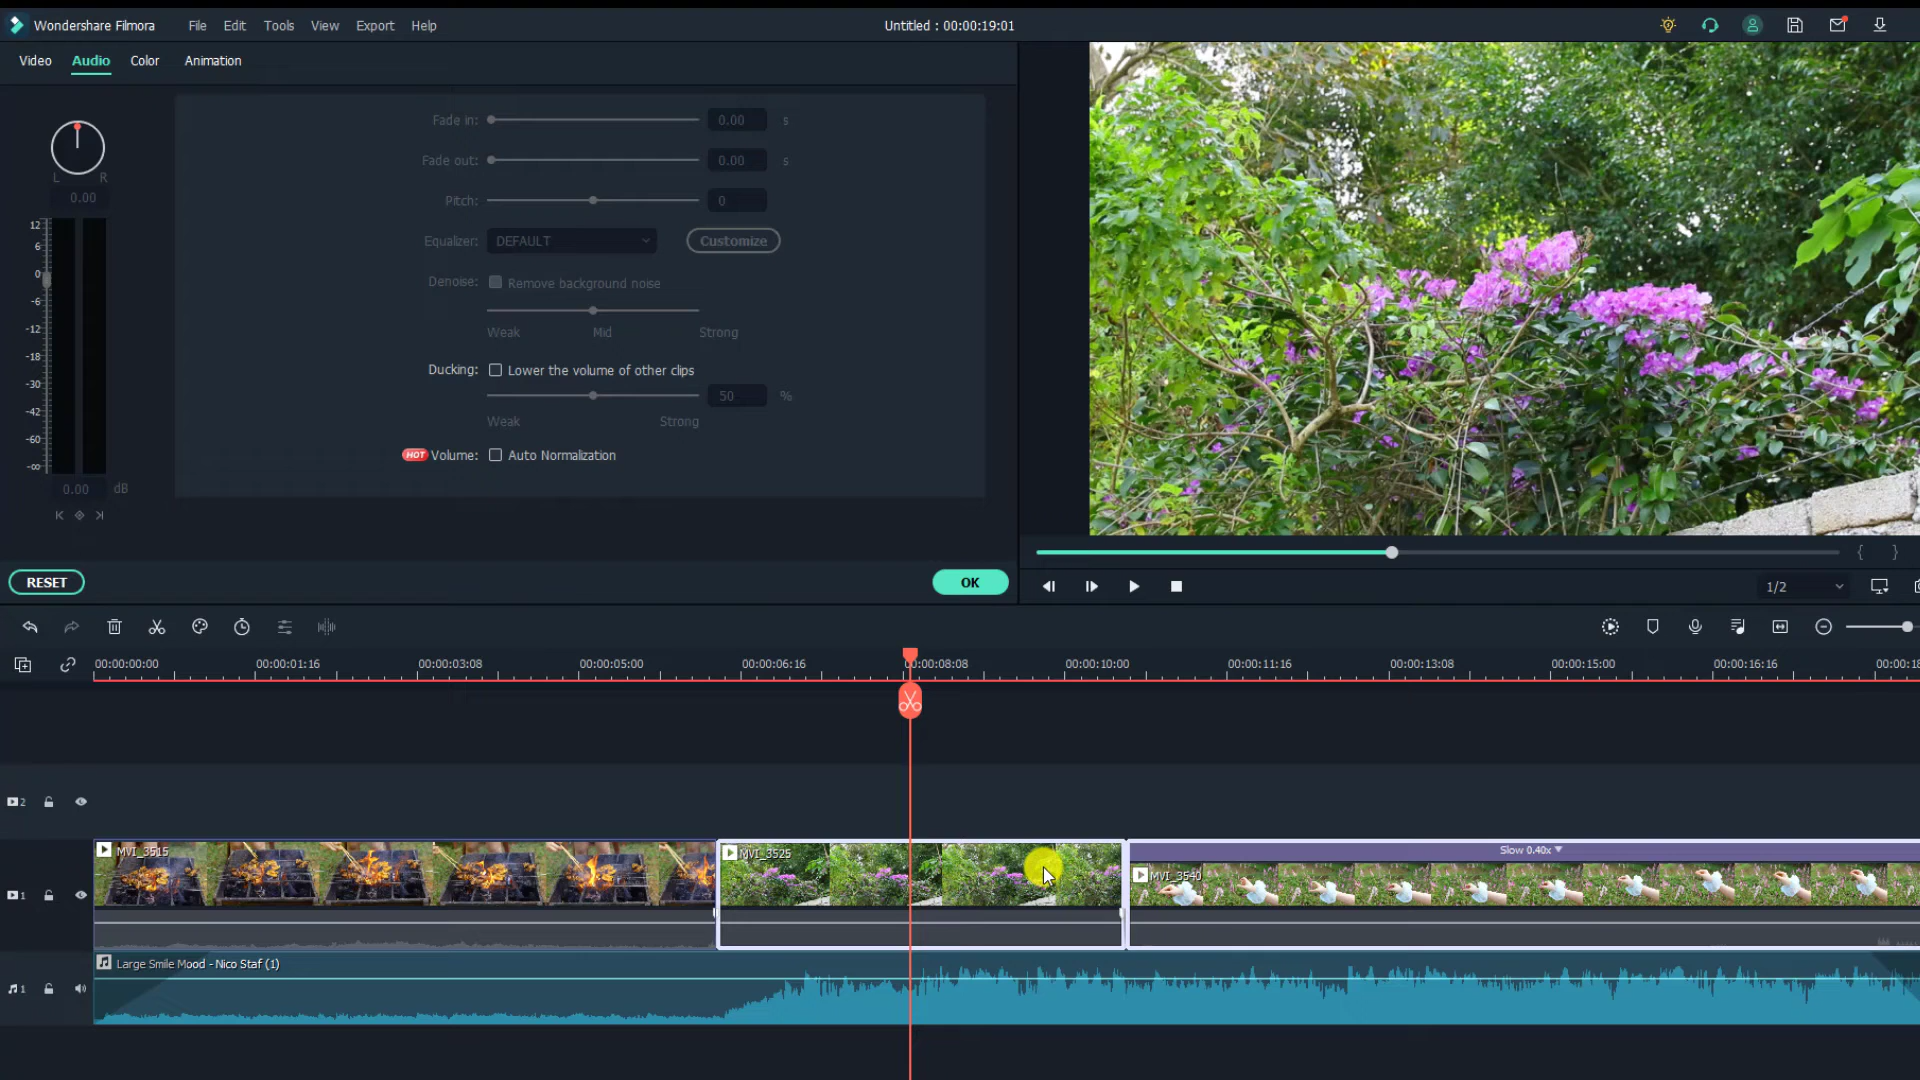 Wondershare Filmora File Edit Tools View Export Help Untitled : 00:00:19:01
Video Audio Color Animation
Fade in: 0.00 s
Fade out: 0.00 s
L R
0.00
Pitch: 0
Equalizer: DEFAULT Customize
Denoise: Remove background noise
Weak Mid Strong
Ducking: Lower the volume of other clips
50 %
Weak Strong
HOT Volume: Auto Normalization
12
6
0
-6
-12
-18
-30
-42
-60
-∞
0.00 dB
RESET OK
{ }
1/2
00:00:00:00 00:00:01:16 00:00:03:08 00:00:05:00 00:00:06:16 00:00:08:08 00:00:10:00 00:00:11:16 00:00:13:08 00:00:15:00 00:00:16:16 00:00:18
2
MVI_3515 MVI_3525 Slow 0.40x
MVI_3540
1
Large Smile Mood - Nico Staf (1)
1